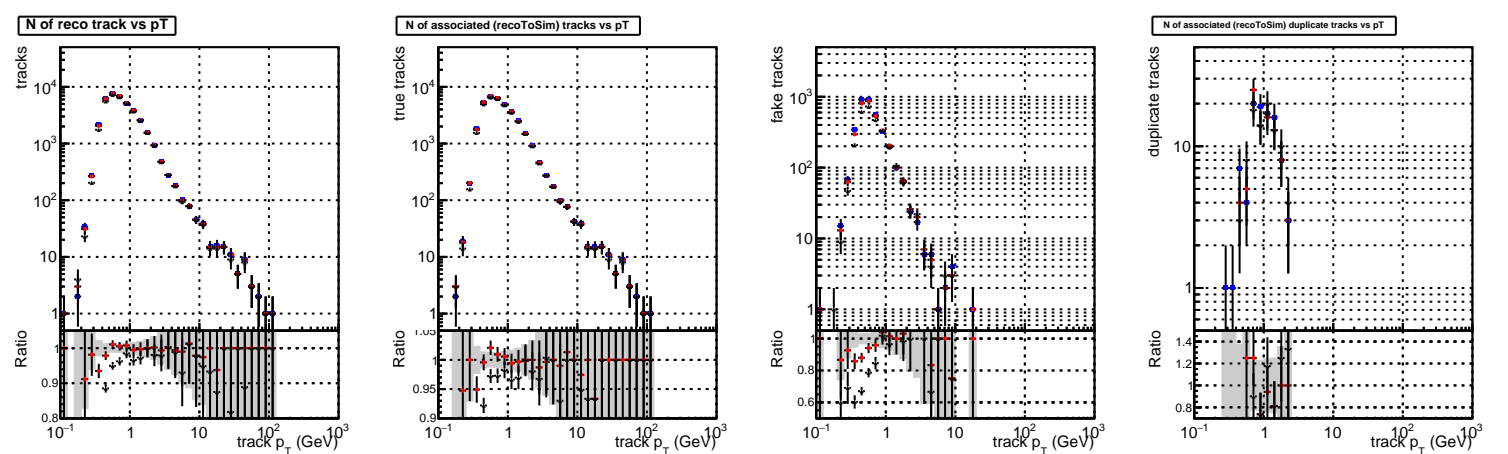 N of reco track vs pT
N of associated (recoToSim) tracks vs pT
N of associated (recoToSim) duplicate tracks vs pT
tracks
10⁴
10³
10²
10
1
Ratio
1
0.9
0.8
10⁻¹ 1 10 10² 10³
track p_T (GeV)
true tracks
10⁴
10³
10²
10
1
Ratio
1.05
1
0.95
0.9
10⁻¹ 1 10 10² 10³
track p_T (GeV)
fake tracks
10³
10²
10
1
Ratio
1
0.8
0.6
10⁻¹ 1 10 10² 10³
track p_T (GeV)
duplicate tracks
10
1
Ratio
1.4
1.2
1
0.8
10⁻¹ 1 10 10² 10³
track p_T (GeV)